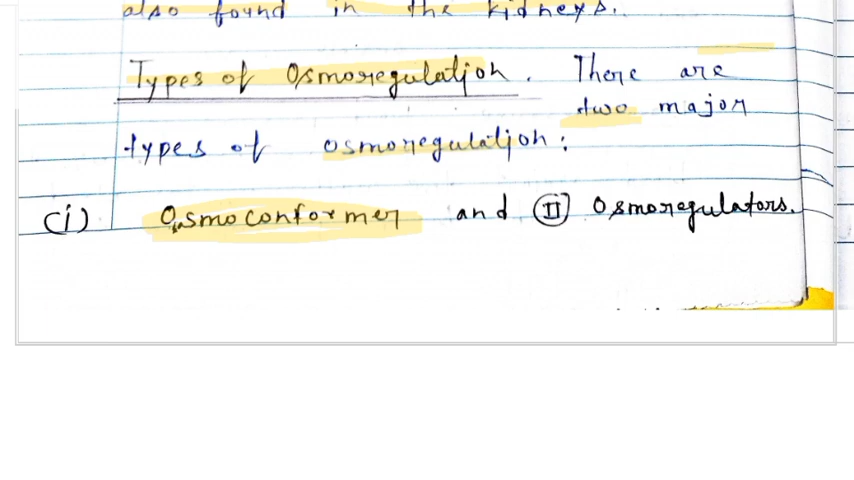 also found in the kidneys.
Types of Osmoregulation. There are
two major
types of osmoregulation:
(i) Osmoconformer and (II) Osmoregulators.